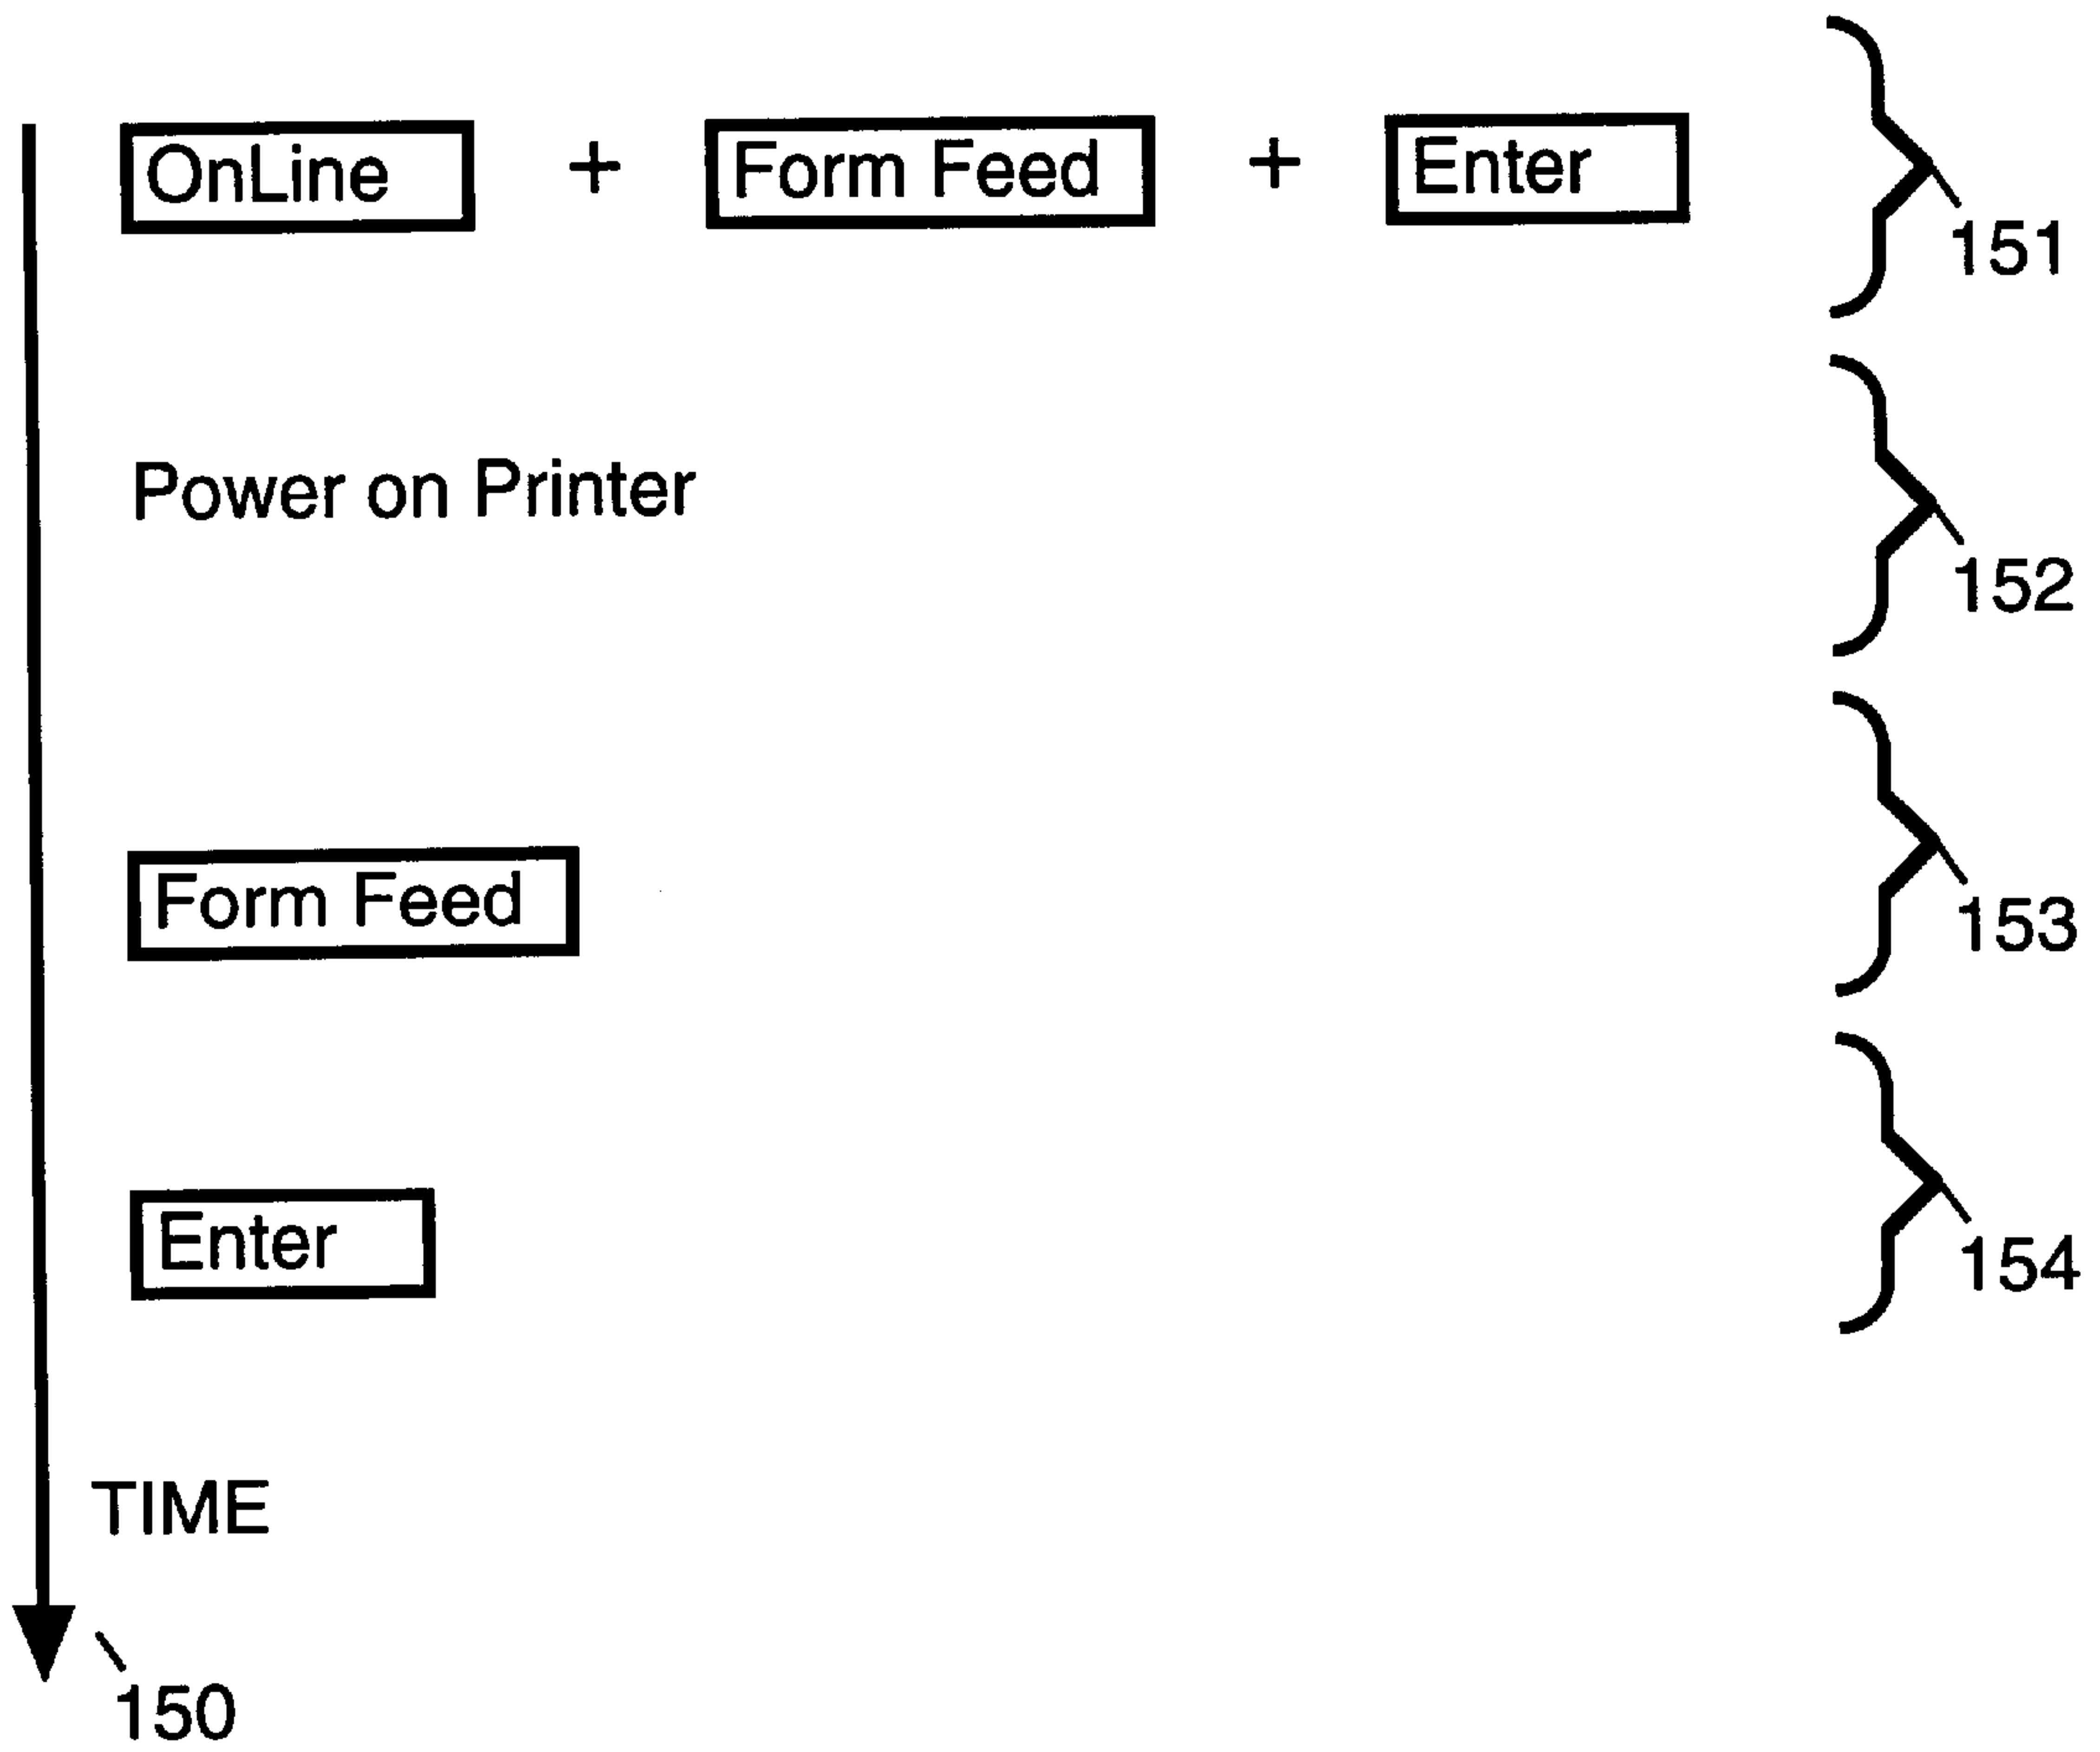 OnLine + Form Feed + Enter
151
Power on Printer
152
Form Feed
153
Enter
154
TIME
150